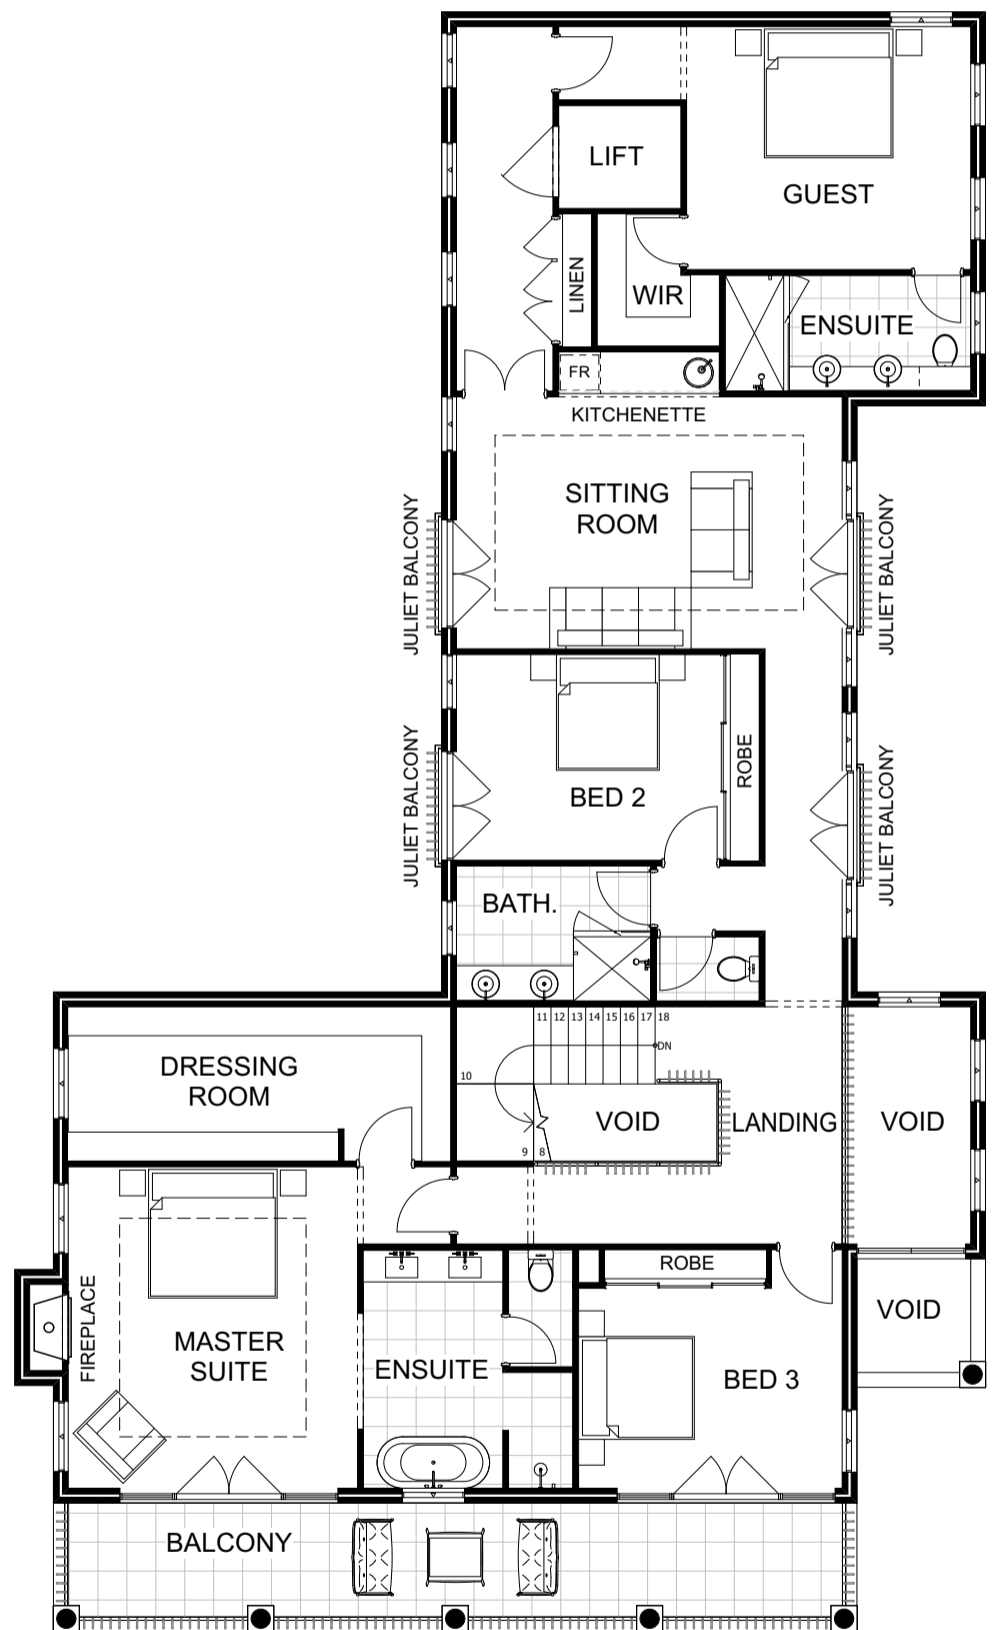 LIFT
GUEST
LINEN
WIR
ENSUITE
FR
KITCHENETTE
SITTING
ROOM
JULIET BALCONY
JULIET BALCONY
JULIET BALCONY
BED 2
ROBE
JULIET BALCONY
BATH.
11 12 13 14 15 16 17 18
DN
10
9 8
VOID
LANDING
VOID
DRESSING
ROOM
ROBE
VOID
FIREPLACE
MASTER
SUITE
ENSUITE
BED 3
BALCONY